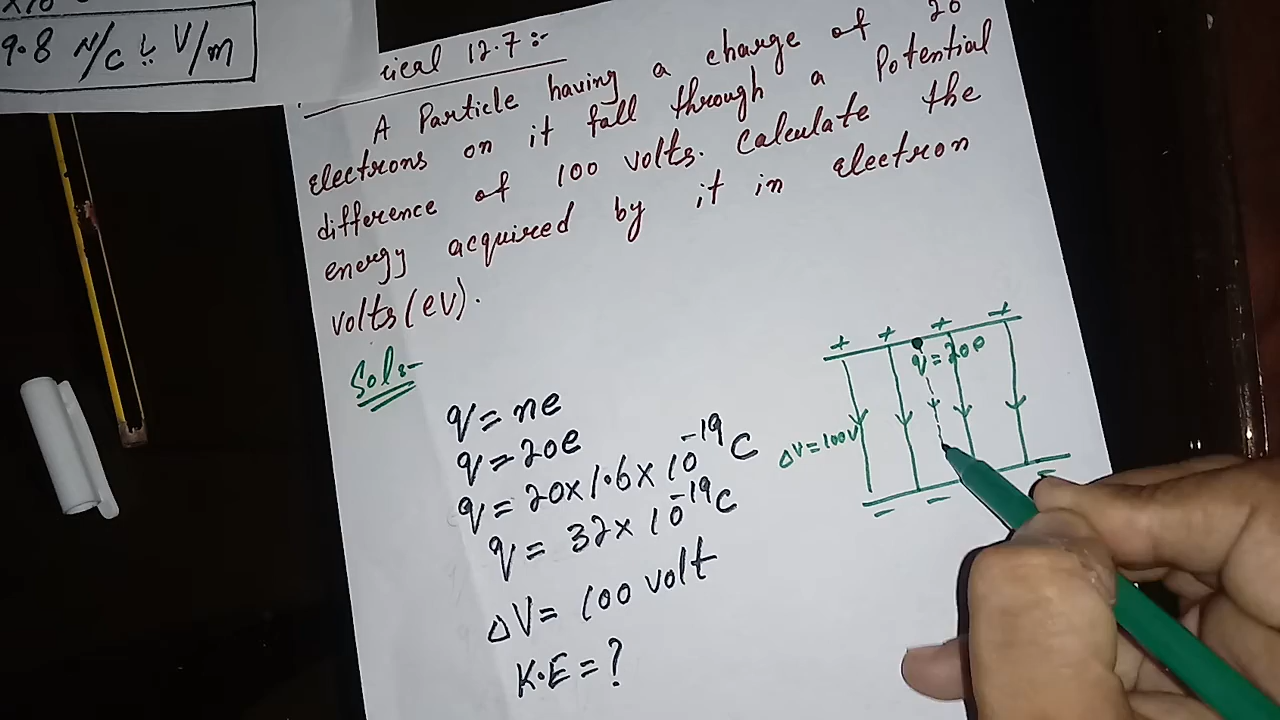 9.8 N/C ⁖ V/m
ical 12.7 :-
A Particle having a charge of 20
electrons on it fall through a Potential
difference of 100 volts. Calculate the
energy acquired by it in electron
volts (eV).
Sol:-
q = ne
q = 20e
q = 20 x 1.6 x 10⁻¹⁹ C
q = 32 x 10⁻¹⁹ C
ΔV = 100 volt
K.E = ?
+ + + +
q = 20e
ΔV = 100V
- - -